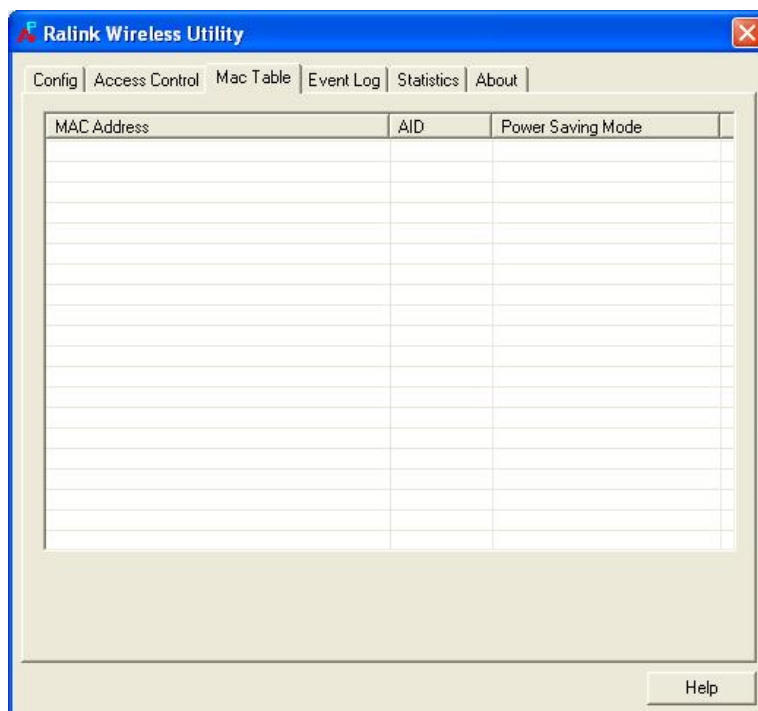 Ralink Wireless Utility
Config Access Control Mac Table Event Log Statistics About
MAC Address AID Power Saving Mode
Help